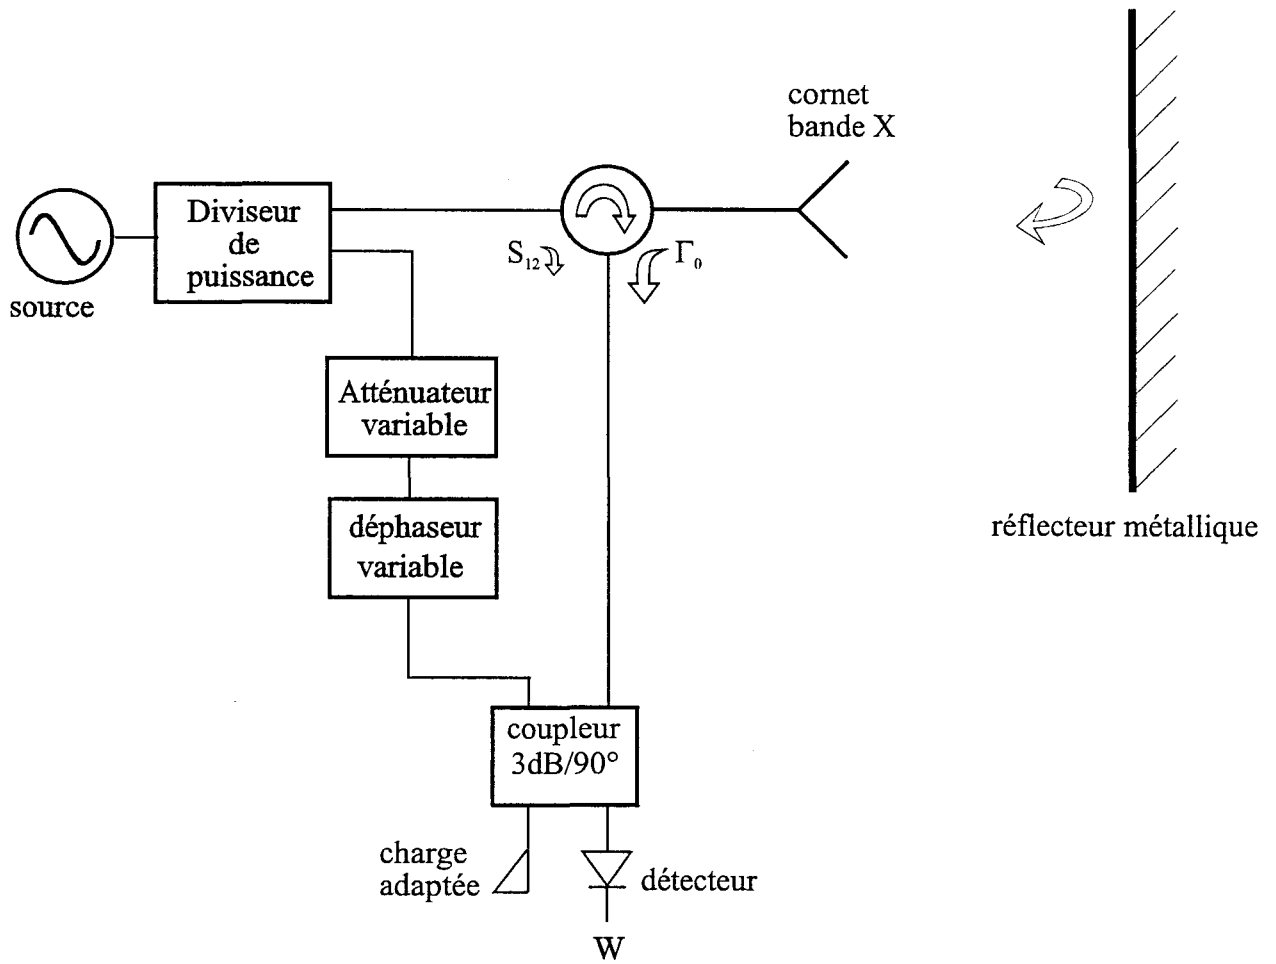 cornet
bande X
Diviseur
de
puissance
source
S12
Γ0
Atténuateur
variable
déphaseur
variable
réflecteur métallique
coupleur
3dB/90°
charge
adaptée
détecteur
W